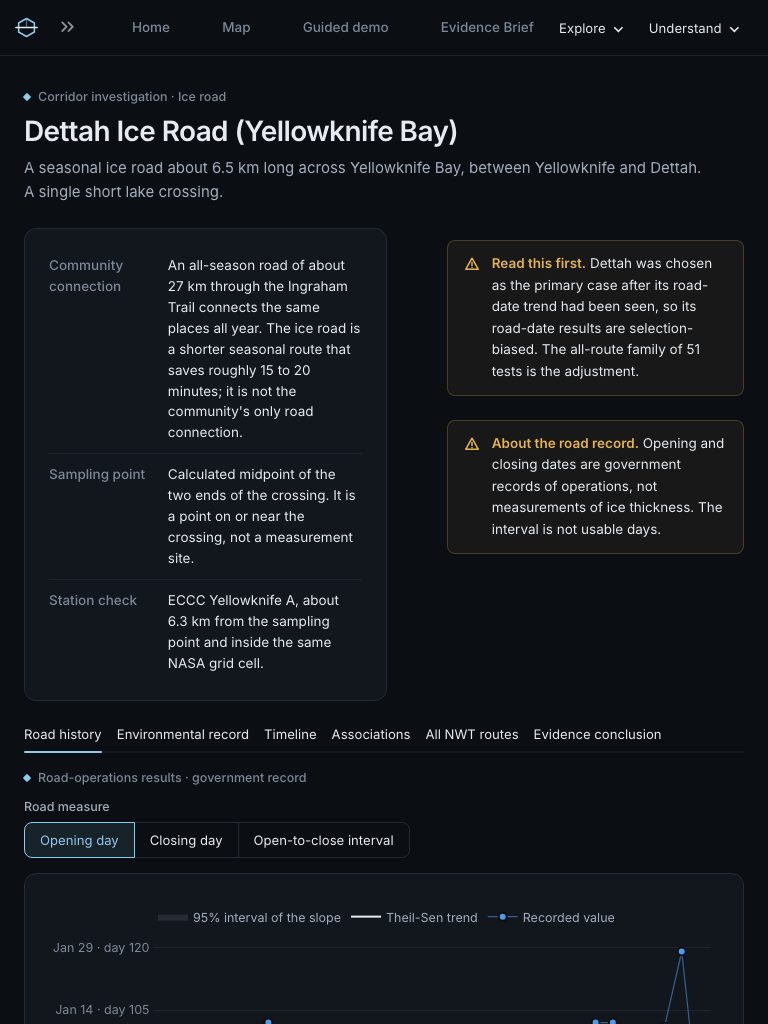 Home
Map
Guided demo
Evidence Brief
Explore
Understand
Corridor investigation · Ice road
Dettah Ice Road (Yellowknife Bay)
A seasonal ice road about 6.5 km long across Yellowknife Bay, between Yellowknife and Dettah.
A single short lake crossing.
Community
connection
An all-season road of about
27 km through the Ingraham
Trail connects the same
places all year. The ice road is
a shorter seasonal route that
saves roughly 15 to 20
minutes; it is not the
community's only road
connection.
Sampling point
Calculated midpoint of the
two ends of the crossing. It is
a point on or near the
crossing, not a measurement
site.
Station check
ECCC Yellowknife A, about
6.3 km from the sampling
point and inside the same
NASA grid cell.
Read this first. Dettah was chosen
as the primary case after its road-
date trend had been seen, so its
road-date results are selection-
biased. The all-route family of 51
tests is the adjustment.
About the road record. Opening and
closing dates are government
records of operations, not
measurements of ice thickness. The
interval is not usable days.
Road history
Environmental record
Timeline
Associations
All NWT routes
Evidence conclusion
Road-operations results · government record
Road measure
Opening day
Closing day
Open-to-close interval
95% interval of the slope
Theil-Sen trend
Recorded value
Jan 29 · day 120
Jan 14 · day 105